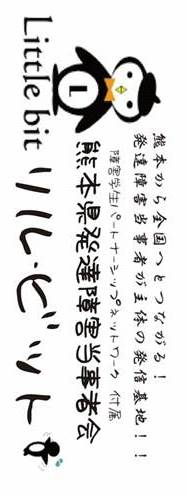 熊本から全国へとつながる!
発達障害当事者が主体の発信基地!!
障害学生パートナーシップネットワーク 付属
熊本県発達障害当事者会
L
Little bit リルビット